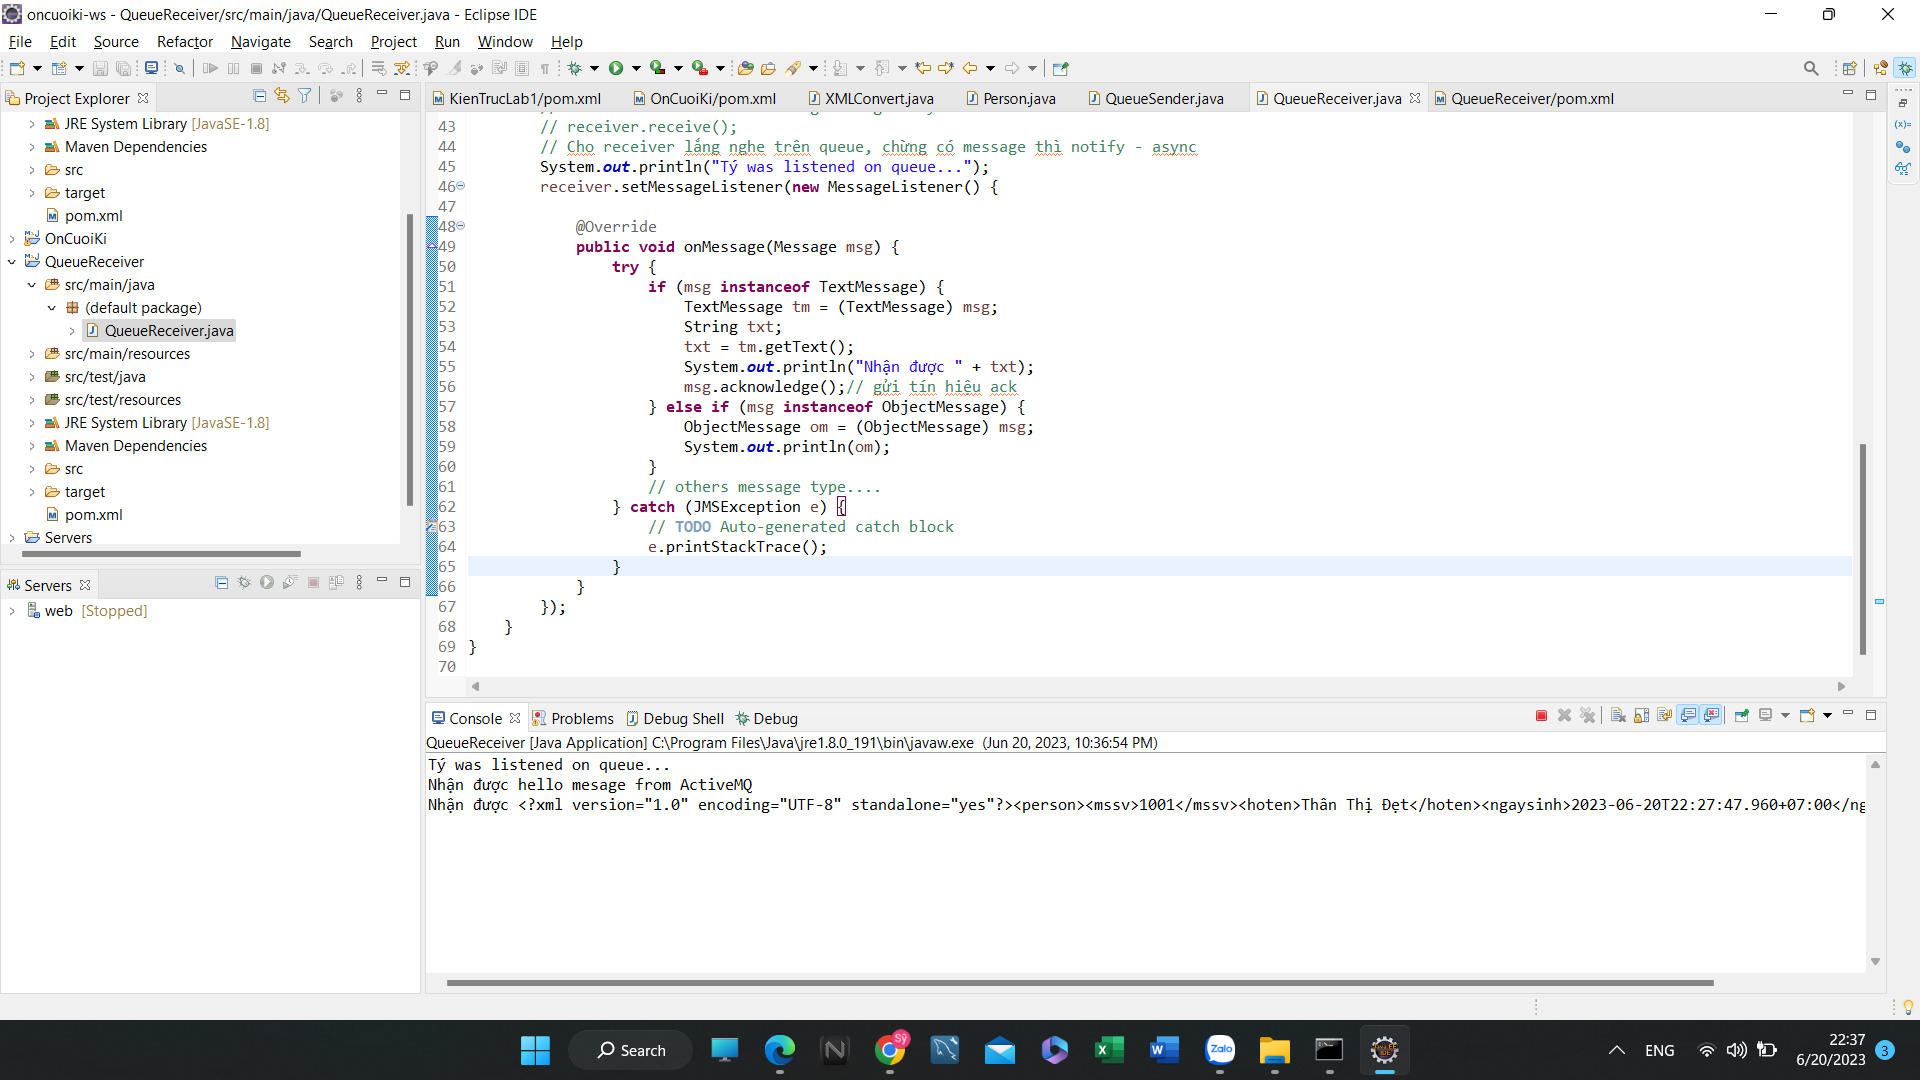 oncuoiki-ws - QueueReceiver/src/main/java/QueueReceiver.java - Eclipse IDE
File Edit Source Refactor Navigate Search Project Run Window Help
Project Explorer
JRE System Library [JavaSE-1.8]
Maven Dependencies
src
target
pom.xml
OnCuoiKi
QueueReceiver
src/main/java
(default package)
QueueReceiver.java
src/main/resources
src/test/java
src/test/resources
JRE System Library [JavaSE-1.8]
Maven Dependencies
src
target
pom.xml
Servers
Servers
web [Stopped]
KienTrucLab1/pom.xml OnCuoiKi/pom.xml XMLConvert.java Person.java QueueSender.java QueueReceiver.java QueueReceiver/pom.xml
43 // receiver.receive();
44 // Cho receiver lắng nghe trên queue, chừng có message thì notify - async
45 System.out.println("Tý was listened on queue...");
46 receiver.setMessageListener(new MessageListener() {
47
48 @Override
49 public void onMessage(Message msg) {
50 try {
51 if (msg instanceof TextMessage) {
52 TextMessage tm = (TextMessage) msg;
53 String txt;
54 txt = tm.getText();
55 System.out.println("Nhận được " + txt);
56 msg.acknowledge();// gửi tín hiệu ack
57 } else if (msg instanceof ObjectMessage) {
58 ObjectMessage om = (ObjectMessage) msg;
59 System.out.println(om);
60 }
61 // others message type....
62 } catch (JMSException e) {
63 // TODO Auto-generated catch block
64 e.printStackTrace();
65 }
66 }
67 });
68 }
69 }
70
Console Problems Debug Shell Debug
QueueReceiver [Java Application] C:\Program Files\Java\jre1.8.0_191\bin\javaw.exe (Jun 20, 2023, 10:36:54 PM)
Tý was listened on queue...
Nhận được hello mesage from ActiveMQ
Nhận được <?xml version="1.0" encoding="UTF-8" standalone="yes"?><person><mssv>1001</mssv><hoten>Thân Thị Đẹt</hoten><ngaysinh>2023-06-20T22:27:47.960+07:00</ng
Search
Sỹ
Zalo
ENG
22:37
6/20/2023
3